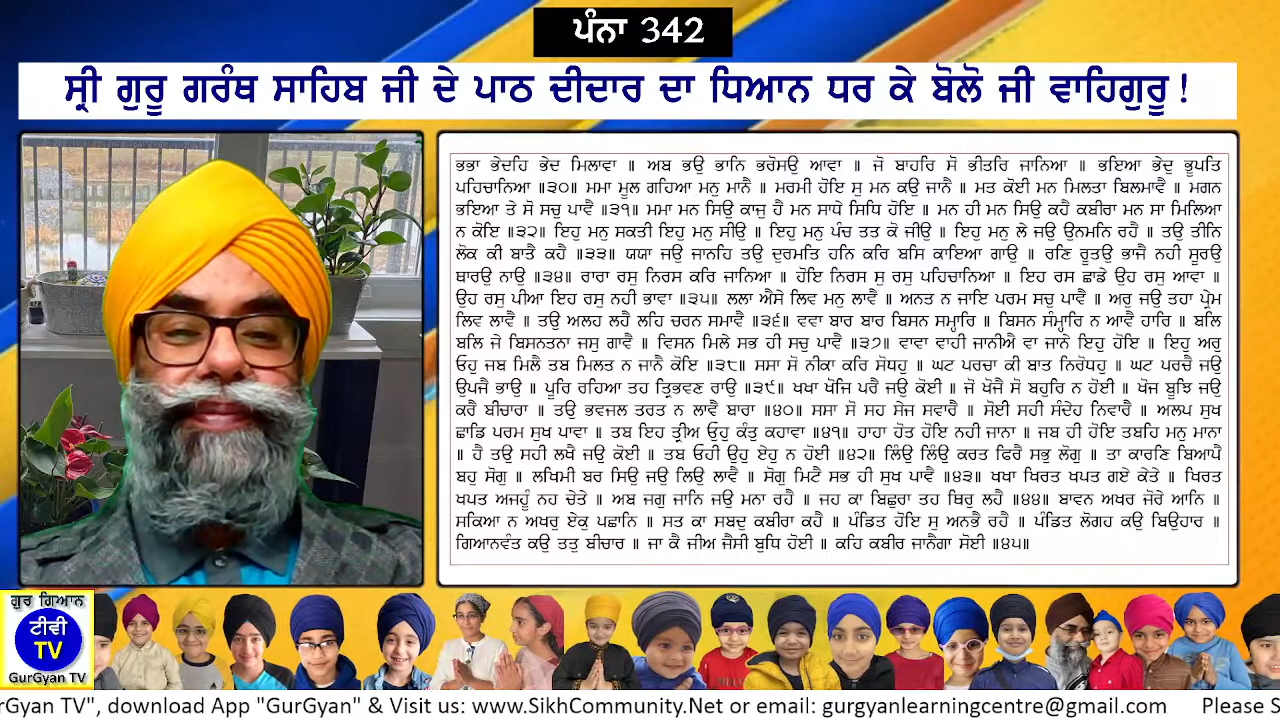 ਪੰਨਾ 342
ਸ੍ਰੀ ਗੁਰੂ ਗਰੰਥ ਸਾਹਿਬ ਜੀ ਦੇ ਪਾਠ ਦੀਦਾਰ ਦਾ ਧਿਆਨ ਧਰ ਕੇ ਬੋਲੋ ਜੀ ਵਾਹਿਗੁਰੂ!
ਭਭਾ ਭੇਦਹਿ ਭੇਦ ਮਿਲਾਵਾ ॥ ਅਬ ਭਉ ਭਾਨਿ ਭਰੋਸਉ ਆਵਾ ॥ ਜੋ ਬਾਹਰਿ ਸੋ ਭੀਤਰਿ ਜਾਨਿਆ ॥ ਭਇਆ ਭੇਦੁ ਭੂਪਤਿ
ਪਹਿਚਾਨਿਆ ॥੩੦॥ ਮਮਾ ਮੂਲ ਗਹਿਆ ਮਨੁ ਮਾਨੈ ॥ ਮਰਮੀ ਹੋਇ ਸੁ ਮਨ ਕਉ ਜਾਨੈ ॥ ਮਤ ਕੋਈ ਮਨ ਮਿਲਤਾ ਬਿਲਮਾਵੈ ॥ ਮਗਨ
ਭਇਆ ਤੇ ਸੋ ਸਚੁ ਪਾਵੈ ॥੩੧॥ ਮਮਾ ਮਨ ਸਿਉ ਕਾਜੁ ਹੈ ਮਨ ਸਾਧੇ ਸਿਧਿ ਹੋਇ ॥ ਮਨ ਹੀ ਮਨ ਸਿਉ ਕਹੈ ਕਬੀਰਾ ਮਨ ਸਾ ਮਿਲਿਆ
ਨ ਕੋਇ ॥੩੨॥ ਇਹੁ ਮਨੁ ਸਕਤੀ ਇਹੁ ਮਨੁ ਸੀਉ ॥ ਇਹੁ ਮਨੁ ਪੰਚ ਤਤ ਕੋ ਜੀਉ ॥ ਇਹੁ ਮਨੁ ਲੇ ਜਉ ਉਨਮਨਿ ਰਹੈ ॥ ਤਉ ਤੀਨਿ
ਲੋਕ ਕੀ ਬਾਤੈ ਕਹੈ ॥੩੩॥ ਯਯਾ ਜਉ ਜਾਨਹਿ ਤਉ ਦੁਰਮਤਿ ਹਨਿ ਕਰਿ ਬਸਿ ਕਾਇਆ ਗਾਉ ॥ ਰਣਿ ਰੂਤਉ ਭਾਜੈ ਨਹੀ ਸੂਰਉ
ਥਾਰਉ ਨਾਉ ॥੩੪॥ ਰਾਰਾ ਰਸੁ ਨਿਰਸ ਕਰਿ ਜਾਨਿਆ ॥ ਹੋਇ ਨਿਰਸ ਸੁ ਰਸੁ ਪਹਿਚਾਨਿਆ ॥ ਇਹ ਰਸ ਛਾਡੇ ਉਹ ਰਸੁ ਆਵਾ ॥
ਉਹ ਰਸੁ ਪੀਆ ਇਹ ਰਸੁ ਨਹੀ ਭਾਵਾ ॥੩੫॥ ਲਲਾ ਐਸੇ ਲਿਵ ਮਨੁ ਲਾਵੈ ॥ ਅਨਤ ਨ ਜਾਇ ਪਰਮ ਸਚੁ ਪਾਵੈ ॥ ਅਰੁ ਜਉ ਤਹਾ ਪ੍ਰੇਮ
ਲਿਵ ਲਾਵੈ ॥ ਤਉ ਅਲਹ ਲਹੈ ਲਹਿ ਚਰਨ ਸਮਾਵੈ ॥੩੬॥ ਵਵਾ ਬਾਰ ਬਾਰ ਬਿਸਨ ਸਮ੍ਹਾਰਿ ॥ ਬਿਸਨ ਸੰਮ੍ਹਾਰਿ ਨ ਆਵੈ ਹਾਰਿ ॥ ਬਲਿ
ਬਲਿ ਜੇ ਬਿਸਨਤਨਾ ਜਸੁ ਗਾਵੈ ॥ ਵਿਸਨ ਮਿਲੇ ਸਭ ਹੀ ਸਚੁ ਪਾਵੈ ॥੩੭॥ ਵਾਵਾ ਵਾਹੀ ਜਾਨੀਐ ਵਾ ਜਾਨੇ ਇਹੁ ਹੋਇ ॥ ਇਹੁ ਅਰੁ
ਓਹੁ ਜਬ ਮਿਲੈ ਤਬ ਮਿਲਤ ਨ ਜਾਨੈ ਕੋਇ ॥੩੮॥ ਸਸਾ ਸੋ ਨੀਕਾ ਕਰਿ ਸੋਧਹੁ ॥ ਘਟ ਪਰਚਾ ਕੀ ਬਾਤ ਨਿਰੋਧਹੁ ॥ ਘਟ ਪਰਚੈ ਜਉ
ਉਪਜੈ ਭਾਉ ॥ ਪੂਰਿ ਰਹਿਆ ਤਹ ਤ੍ਰਿਭਵਣ ਰਾਉ ॥੩੯॥ ਖਖਾ ਖੋਜਿ ਪਰੈ ਜਉ ਕੋਈ ॥ ਜੋ ਖੋਜੈ ਸੋ ਬਹੁਰਿ ਨ ਹੋਈ ॥ ਖੋਜ ਬੂਝਿ ਜਉ
ਕਰੈ ਬੀਚਾਰਾ ॥ ਤਉ ਭਵਜਲ ਤਰਤ ਨ ਲਾਵੈ ਬਾਰਾ ॥੪੦॥ ਸਸਾ ਸੋ ਸਹ ਸੇਜ ਸਵਾਰੈ ॥ ਸੋਈ ਸਹੀ ਸੰਦੇਹ ਨਿਵਾਰੈ ॥ ਅਲਪ ਸੁਖ
ਛਾਡਿ ਪਰਮ ਸੁਖ ਪਾਵਾ ॥ ਤਬ ਇਹ ਤ੍ਰੀਅ ਓੁਹੁ ਕੰਤੁ ਕਹਾਵਾ ॥੪੧॥ ਹਾਹਾ ਹੋਤ ਹੋਇ ਨਹੀ ਜਾਨਾ ॥ ਜਬ ਹੀ ਹੋਇ ਤਬਹਿ ਮਨੁ ਮਾਨਾ
॥ ਹੈ ਤਉ ਸਹੀ ਲਖੈ ਜਉ ਕੋਈ ॥ ਤਬ ਓਹੀ ਉਹੁ ਏਹੁ ਨ ਹੋਈ ॥੪੨॥ ਲਿੰਉ ਲਿੰਉ ਕਰਤ ਫਿਰੈ ਸਭੁ ਲੋਗੁ ॥ ਤਾ ਕਾਰਣਿ ਬਿਆਪੈ
ਬਹੁ ਸੋਗੁ ॥ ਲਖਿਮੀ ਬਰ ਸਿਉ ਜਉ ਲਿਉ ਲਾਵੈ ॥ ਸੋਗੁ ਮਿਟੈ ਸਭ ਹੀ ਸੁਖ ਪਾਵੈ ॥੪੩॥ ਖਖਾ ਖਿਰਤ ਖਪਤ ਗਏ ਕੇਤੇ ॥ ਖਿਰਤ
ਖਪਤ ਅਜਹੂੰ ਨਹ ਚੇਤੇ ॥ ਅਬ ਜਗੁ ਜਾਨਿ ਜਉ ਮਨਾ ਰਹੈ ॥ ਜਹ ਕਾ ਬਿਛੁਰਾ ਤਹ ਥਿਰੁ ਲਹੈ ॥੪੪॥ ਬਾਵਨ ਅਖਰ ਜੋਰੇ ਆਨਿ ॥
ਸਕਿਆ ਨ ਅਖਰੁ ਏਕੁ ਪਛਾਨਿ ॥ ਸਤ ਕਾ ਸਬਦੁ ਕਬੀਰਾ ਕਹੈ ॥ ਪੰਡਿਤ ਹੋਇ ਸੁ ਅਨਭੈ ਰਹੈ ॥ ਪੰਡਿਤ ਲੋਗਹ ਕਉ ਬਿਉਹਾਰ ॥
ਗਿਆਨਵੰਤ ਕਉ ਤਤੁ ਬੀਚਾਰ ॥ ਜਾ ਕੈ ਜੀਅ ਜੈਸੀ ਬੁਧਿ ਹੋਈ ॥ ਕਹਿ ਕਬੀਰ ਜਾਨੈਗਾ ਸੋਈ ॥੪੫॥
ਗੁਰ ਗਿਆਨ
ਟੀਵੀ
TV
GurGyan TV
rGyan TV", download App "GurGyan" & Visit us: www.SikhCommunity.Net or email: gurgyanlearningcentre@gmail.com Please S